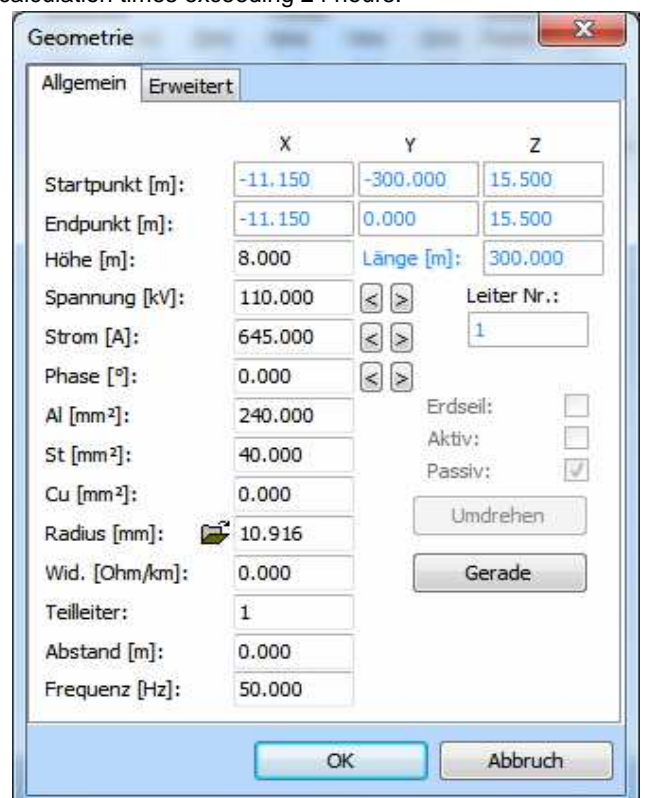 calculation times exceeding 24 hours.
Geometrie
Allgemein Erweitert
X Y Z
Startpunkt [m]: -11.150 -300.000 15.500
Endpunkt [m]: -11.150 0.000 15.500
Höhe [m]: 8.000 Länge [m]: 300.000
Spannung [kV]: 110.000 < > Leiter Nr.:
Strom [A]: 645.000 < > 1
Phase [°]: 0.000 < >
Al [mm²]: 240.000 Erdseil:
St [mm²]: 40.000 Aktiv:
Passiv:
Cu [mm²]: 0.000 Umdrehen
Radius [mm]: 10.916
Wid. [Ohm/km]: 0.000 Gerade
Teilleiter: 1
Abstand [m]: 0.000
Frequenz [Hz]: 50.000
OK Abbruch